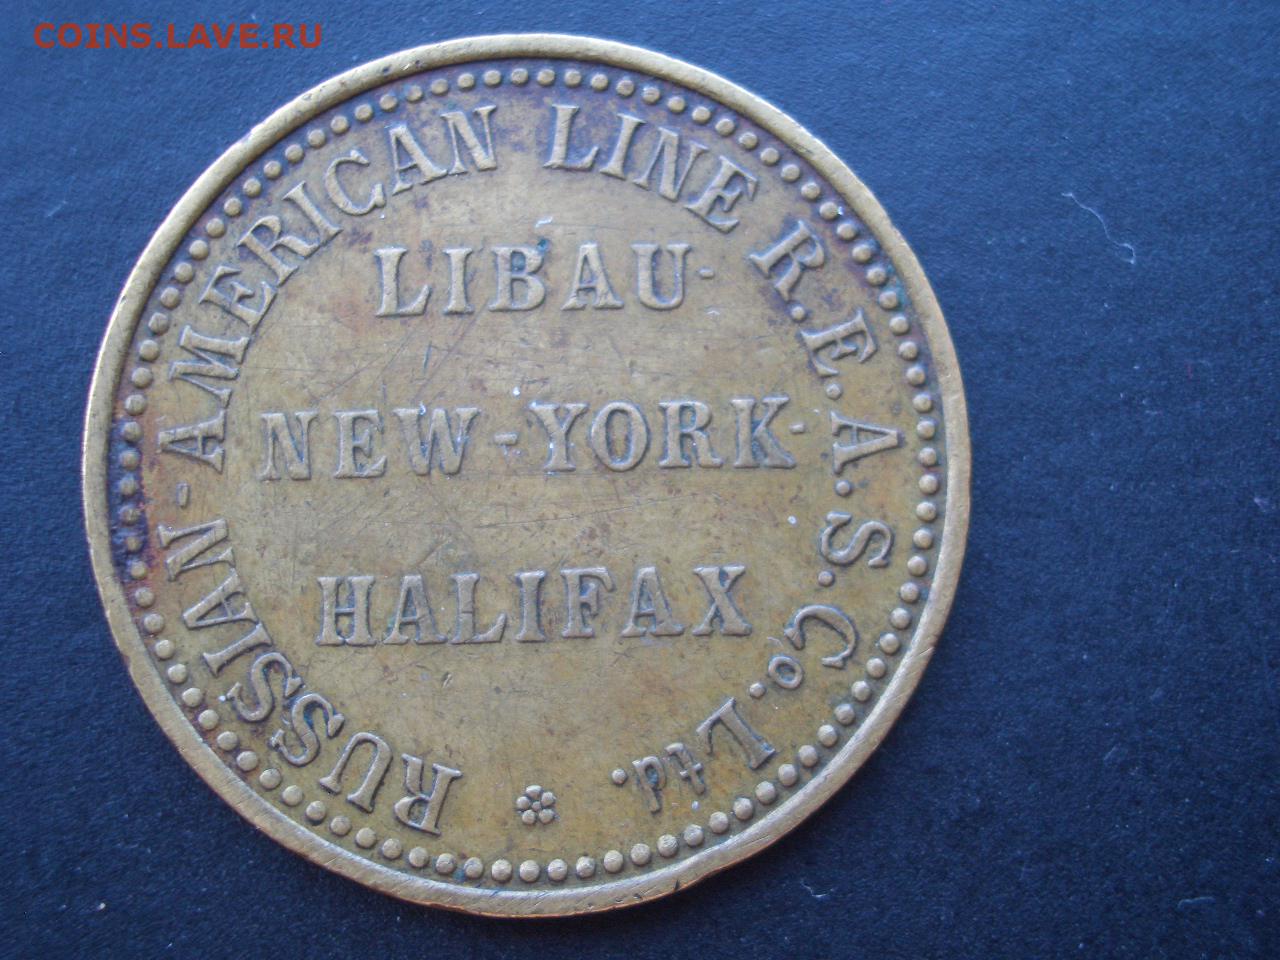 COINS.LAVE.RU
RUSSIAN-AMERICAN LINE R.E.A.S.Co.Ltd.
LIBAU-
NEW-YORK-
HALIFAX